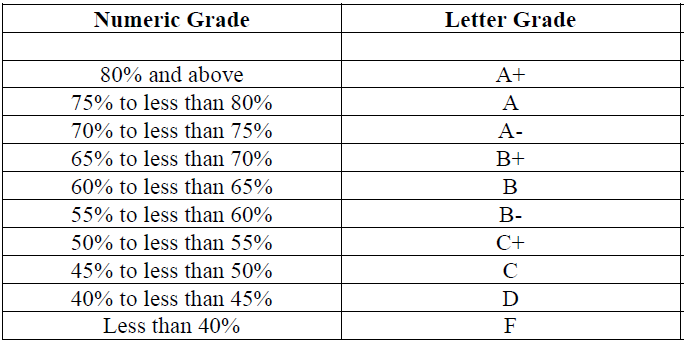 Numeric Grade Letter Grade
80% and above A+
75% to less than 80% A
70% to less than 75% A-
65% to less than 70% B+
60% to less than 65% B
55% to less than 60% B-
50% to less than 55% C+
45% to less than 50% C
40% to less than 45% D
Less than 40% F